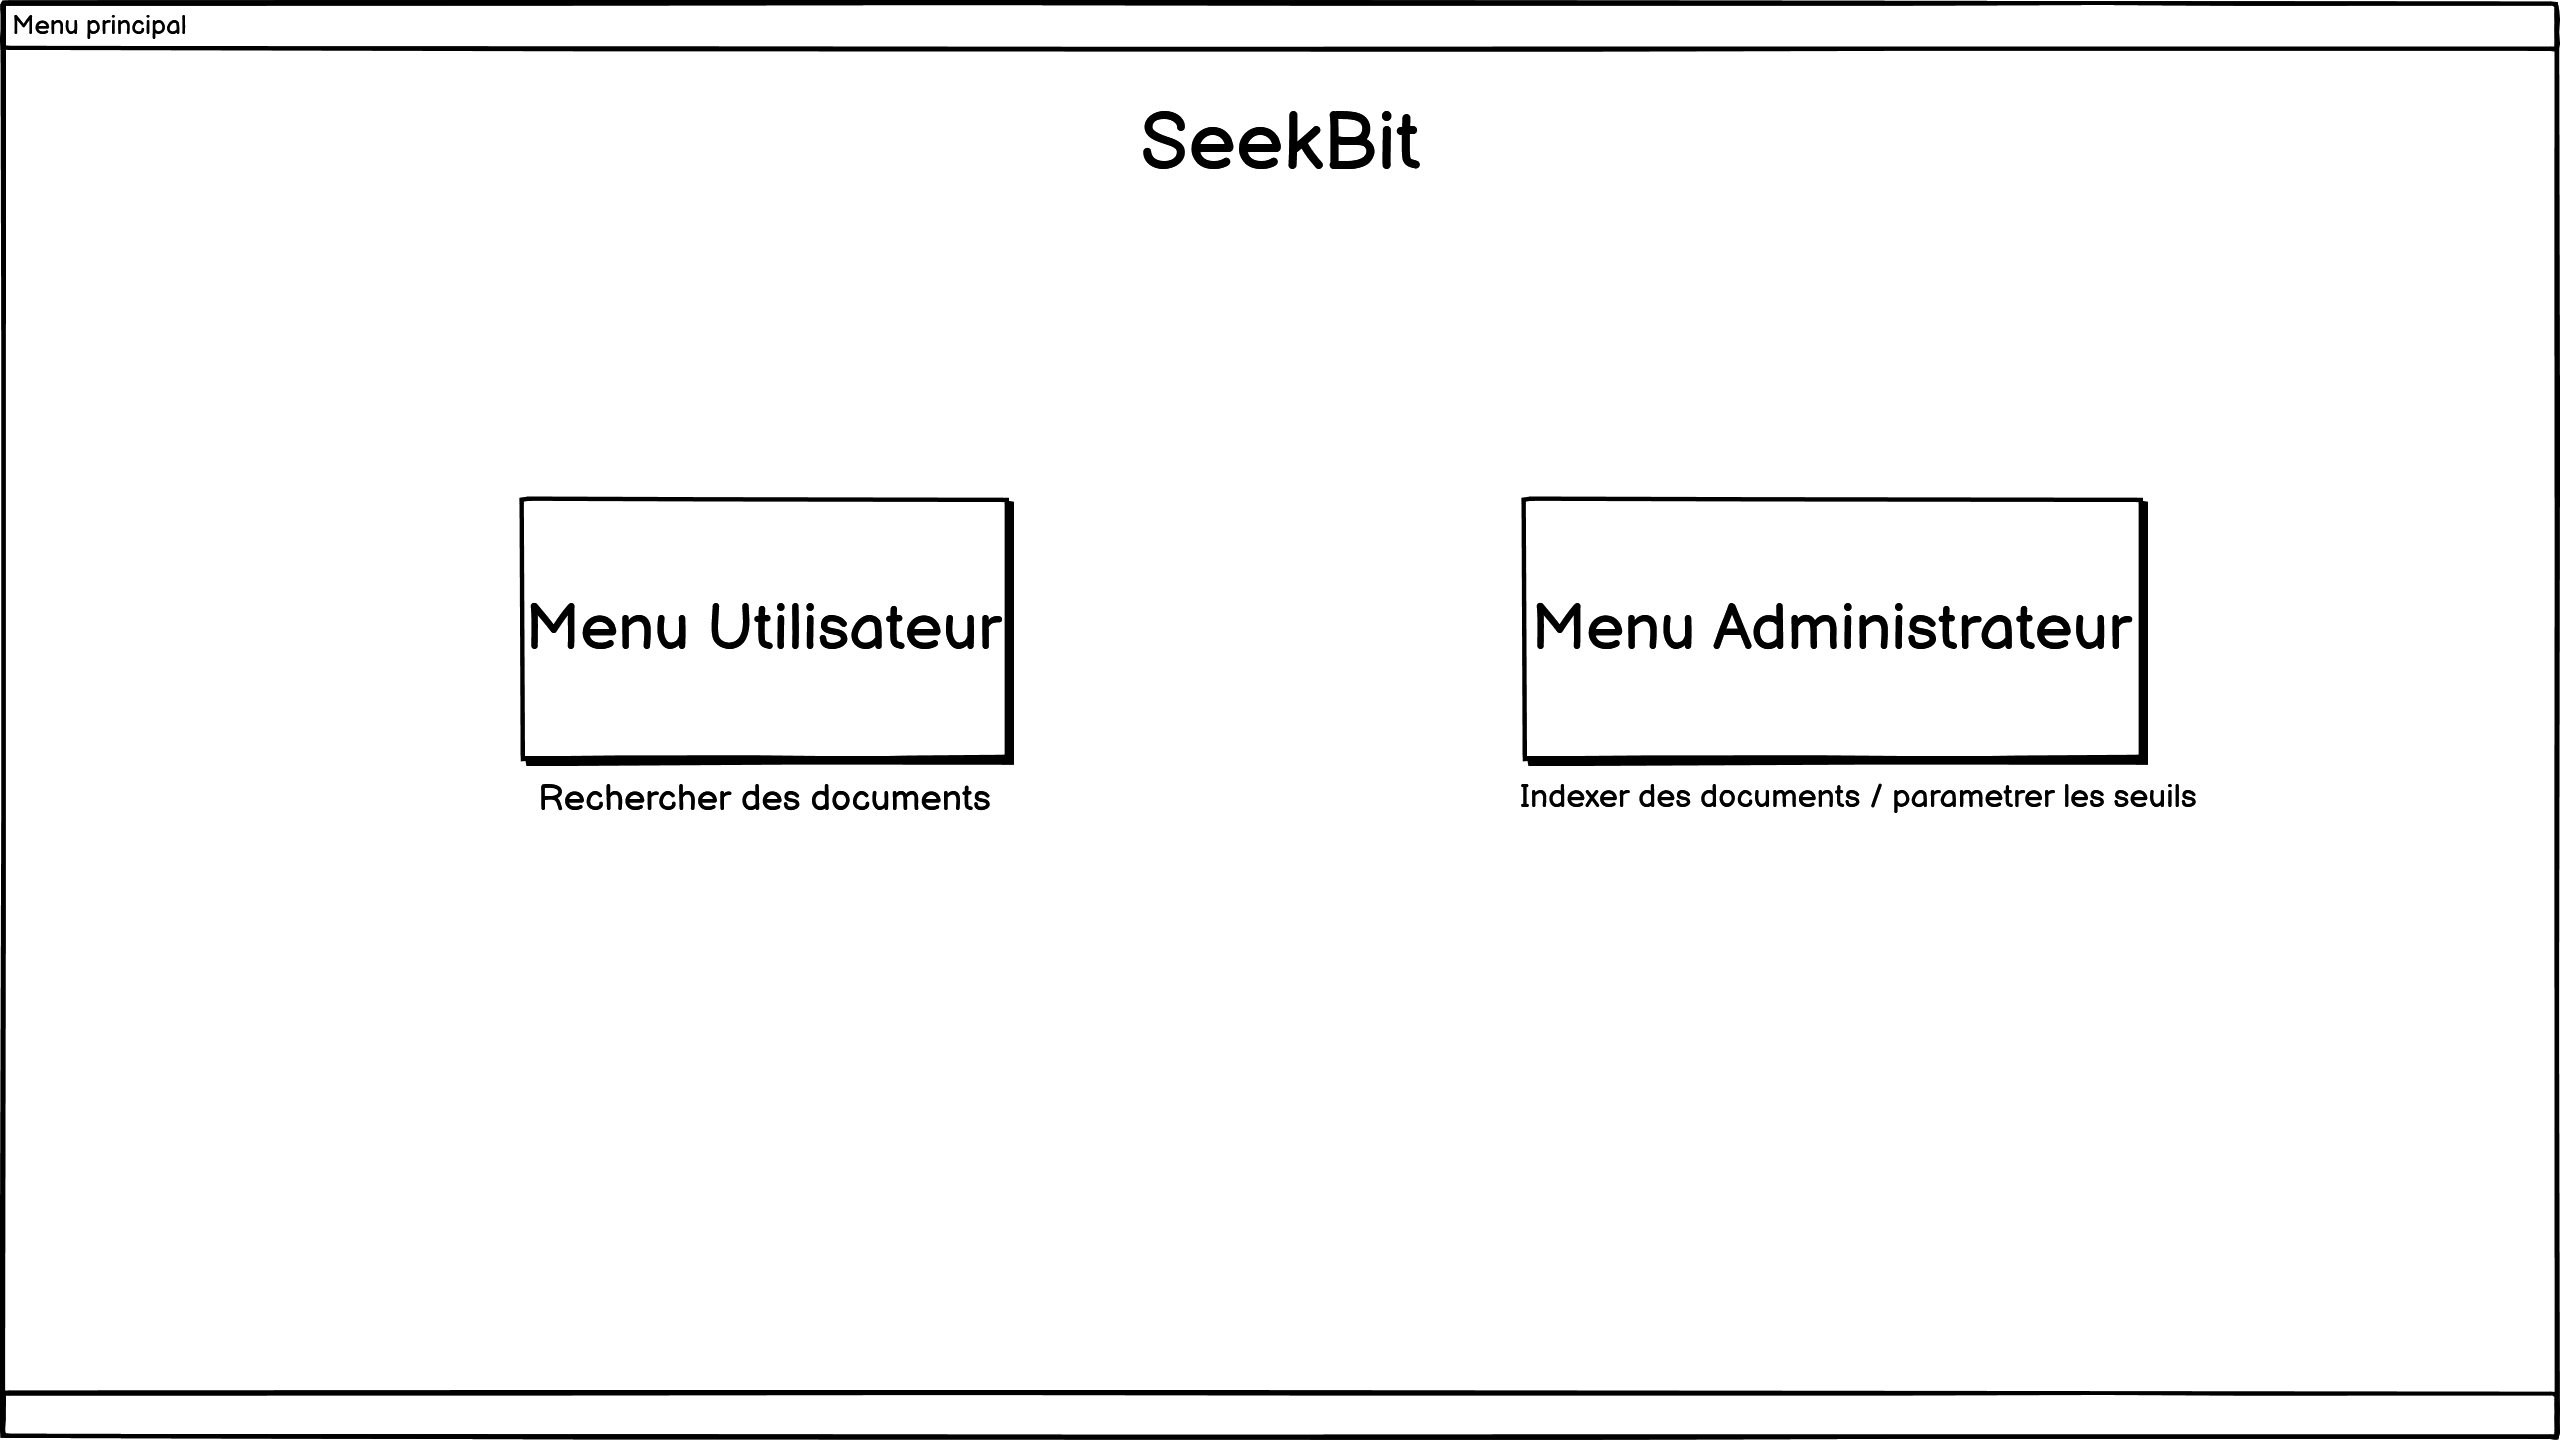 Menu principal
SeekBit
Menu Utilisateur
Menu Administrateur
Rechercher des documents
Indexer des documents / parametrer les seuils